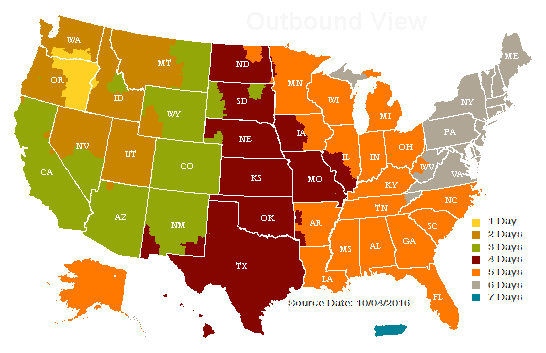 Outbound View
WA
MT
ND
MN
ME
OR
ID
SD
WI
MI
NY
WY
IA
PA
NV
UT
NE
IL
IN
OH
CA
CO
KS
MO
WV
VA
KY
AZ
NM
OK
AR
TN
NC
TX
MS
AL
GA
SC
LA
FL
1 Day
2 Days
3 Days
4 Days
5 Days
6 Days
7 Days
Source Date: 10/04/2016